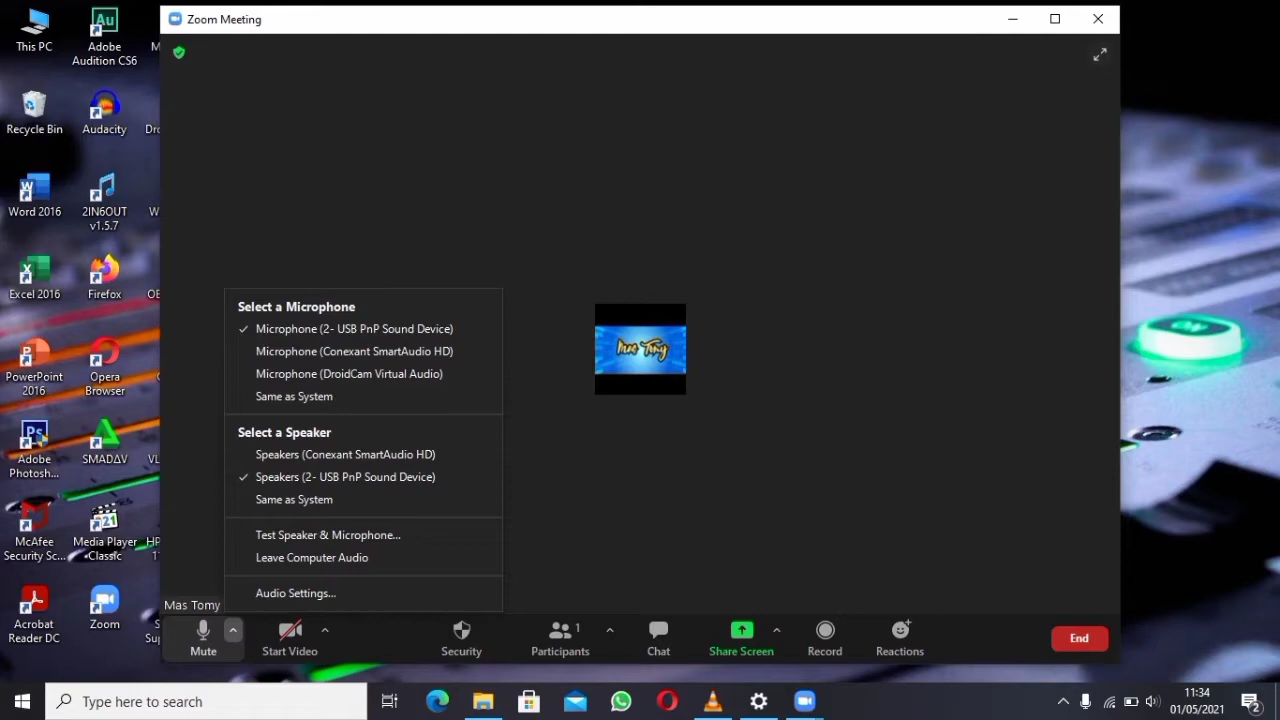 Zoom Meeting
This PC
Adobe
Audition CS6
Recycle Bin
Audacity
Word 2016
2IN6OUT
v1.5.7
Excel 2016
Firefox
PowerPoint
2016
Opera
Browser
Adobe
Photosh...
SMADΔV
McAfee
Security Sc...
Media Player
Classic
Acrobat
Reader DC
Zoom
Select a Microphone
Microphone (2- USB PnP Sound Device)
Microphone (Conexant SmartAudio HD)
Microphone (DroidCam Virtual Audio)
Same as System
Select a Speaker
Speakers (Conexant SmartAudio HD)
Speakers (2- USB PnP Sound Device)
Same as System
Test Speaker & Microphone...
Leave Computer Audio
Audio Settings...
Mas Tomy
Mas Tomy
Mute
Start Video
Security
1
Participants
Chat
Share Screen
Record
Reactions
End
Type here to search
11:34
01/05/2021
2